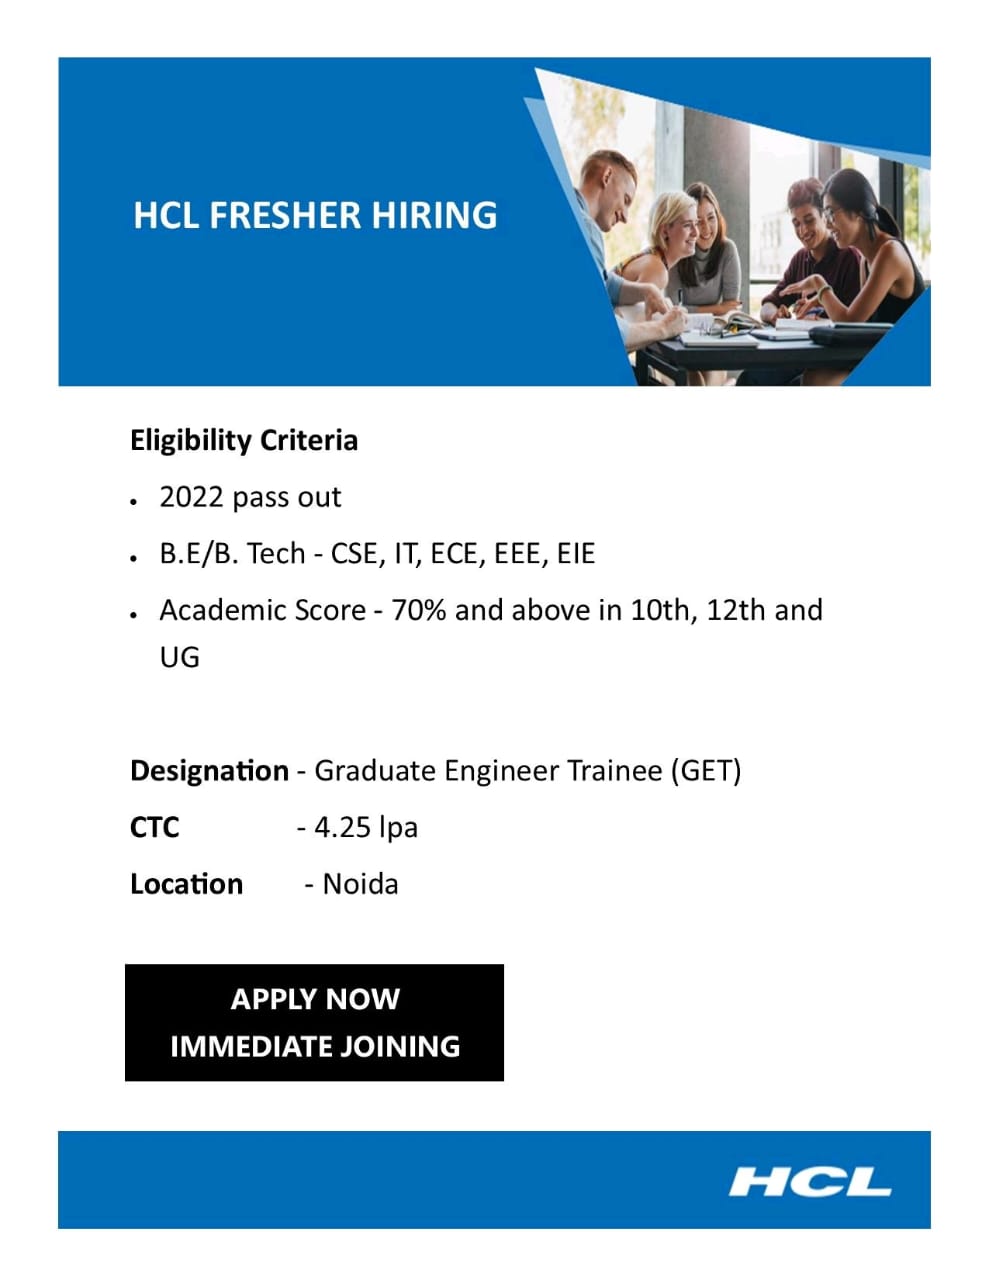 HCL FRESHER HIRING
Eligibility Criteria
• 2022 pass out
• B.E/B. Tech - CSE, IT, ECE, EEE, EIE
• Academic Score - 70% and above in 10th, 12th and
UG
Designation - Graduate Engineer Trainee (GET)
CTC - 4.25 lpa
Location - Noida
APPLY NOW
IMMEDIATE JOINING
HCL